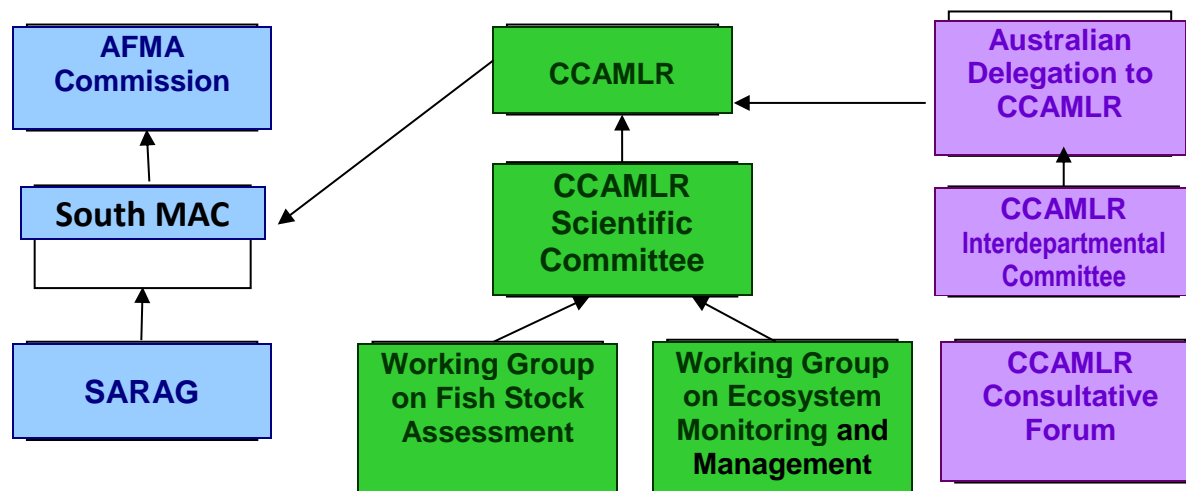 AFMA
Commission
South MAC
SARAG
CCAMLR
CCAMLR
Scientific
Committee
Working Group
on Fish Stock
Assessment
Working Group
on Ecosystem
Monitoring and
Management
Australian
Delegation to
CCAMLR
CCAMLR
Interdepartmental
Committee
CCAMLR
Consultative
Forum